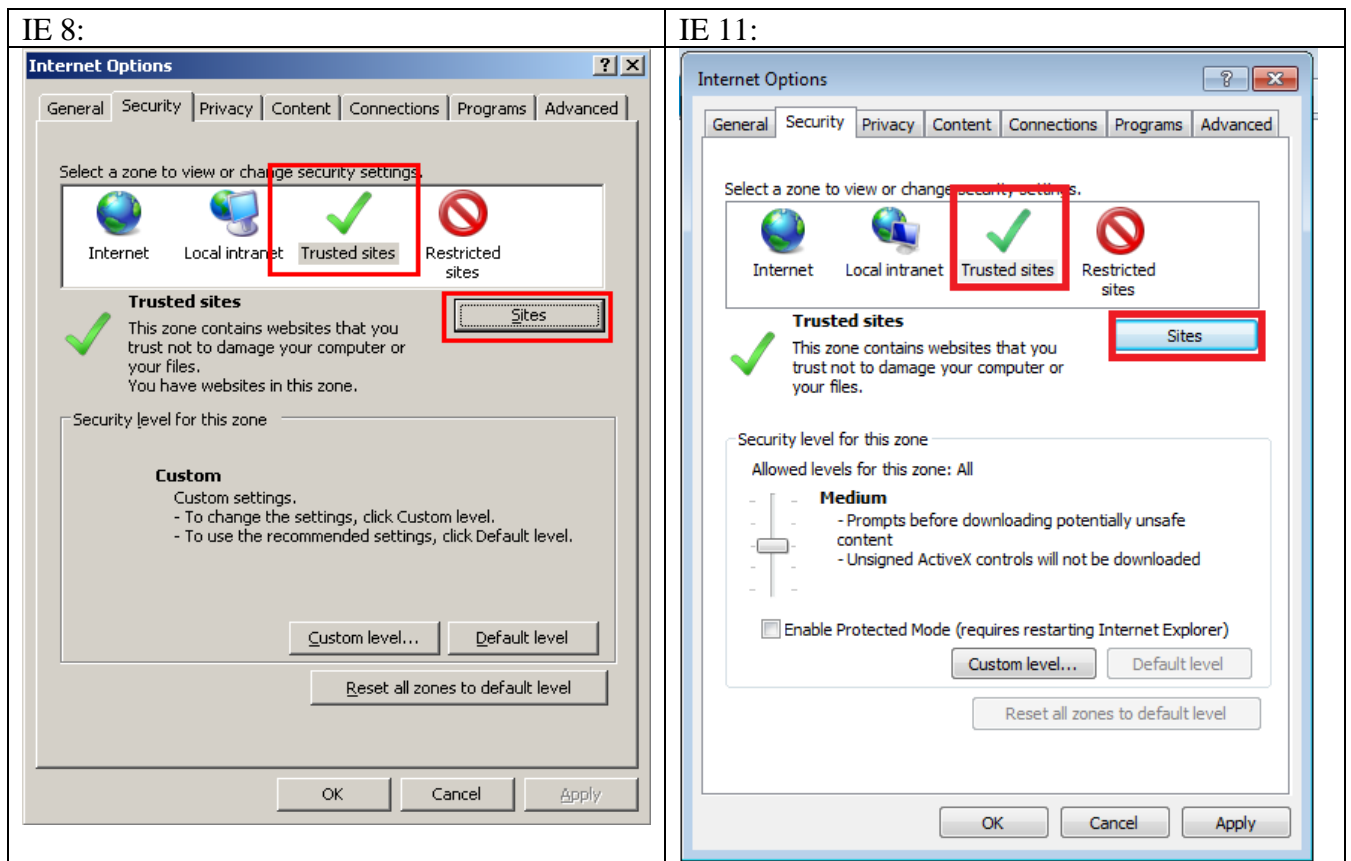 IE 8:
Internet Options
General Security Privacy Content Connections Programs Advanced
Select a zone to view or change security settings.
Internet Local intranet Trusted sites Restricted
sites
Trusted sites
Sites
This zone contains websites that you
trust not to damage your computer or
your files.
You have websites in this zone.
Security level for this zone
Custom
Custom settings.
- To change the settings, click Custom level.
- To use the recommended settings, click Default level.
Custom level... Default level
Reset all zones to default level
OK Cancel Apply
IE 11:
Internet Options
General Security Privacy Content Connections Programs Advanced
Select a zone to view or change security settings.
Internet Local intranet Trusted sites Restricted
sites
Trusted sites
Sites
This zone contains websites that you
trust not to damage your computer or
your files.
Security level for this zone
Allowed levels for this zone: All
Medium
- Prompts before downloading potentially unsafe
content
- Unsigned ActiveX controls will not be downloaded
Enable Protected Mode (requires restarting Internet Explorer)
Custom level... Default level
Reset all zones to default level
OK Cancel Apply